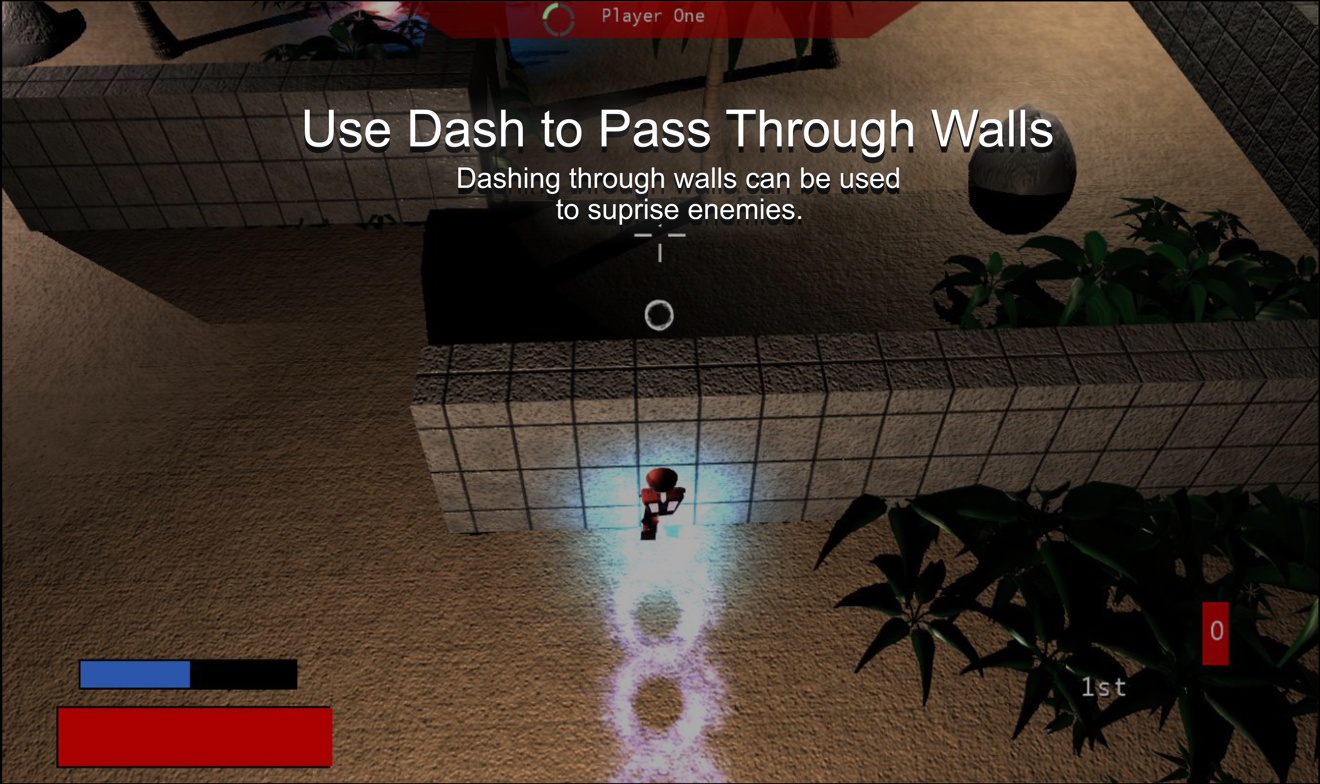 Player One
Use Dash to Pass Through Walls
Dashing through walls can be used
to suprise enemies.
0
1st